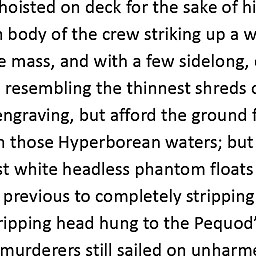 hoisted on deck for the sake of hi
body of the crew striking up a w
mass, and with a few sidelong,
resembling the thinnest shreds
engraving, but afford the ground f
those Hyperborean waters; but
st white headless phantom floats
previous to completely stripping
ripping head hung to the Pequod'
murderers still sailed on unharme